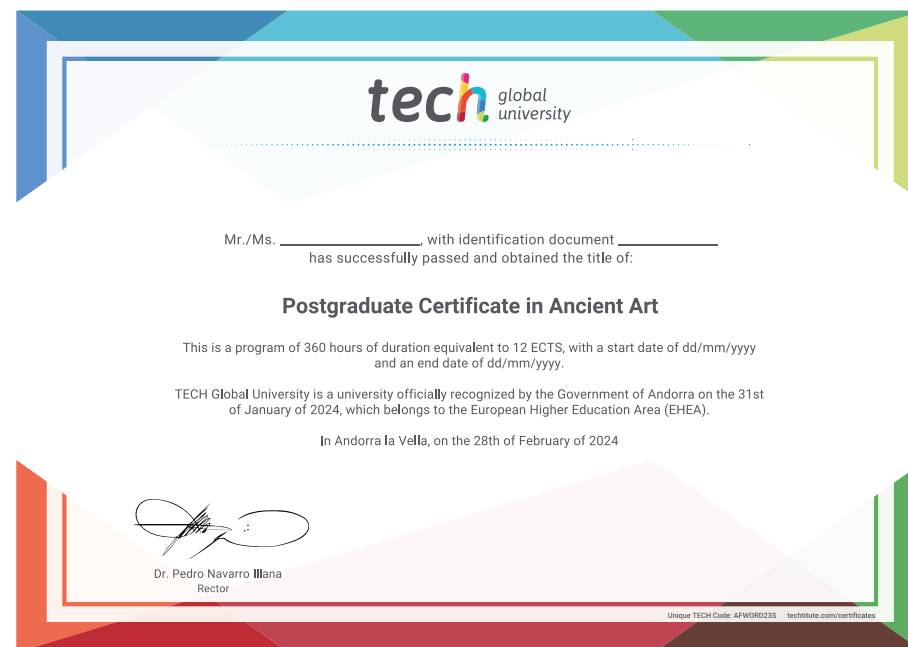 tech global
university
Mr./Ms. ____________________, with identification document ______________
has successfully passed and obtained the title of:
Postgraduate Certificate in Ancient Art
This is a program of 360 hours of duration equivalent to 12 ECTS, with a start date of dd/mm/yyyy
and an end date of dd/mm/yyyy.
TECH Global University is a university officially recognized by the Government of Andorra on the 31st
of January of 2024, which belongs to the European Higher Education Area (EHEA).
In Andorra la Vella, on the 28th of February of 2024
Dr. Pedro Navarro Illana
Rector
Unique TECH Code: AFWORD23S techtitute.com/certificates